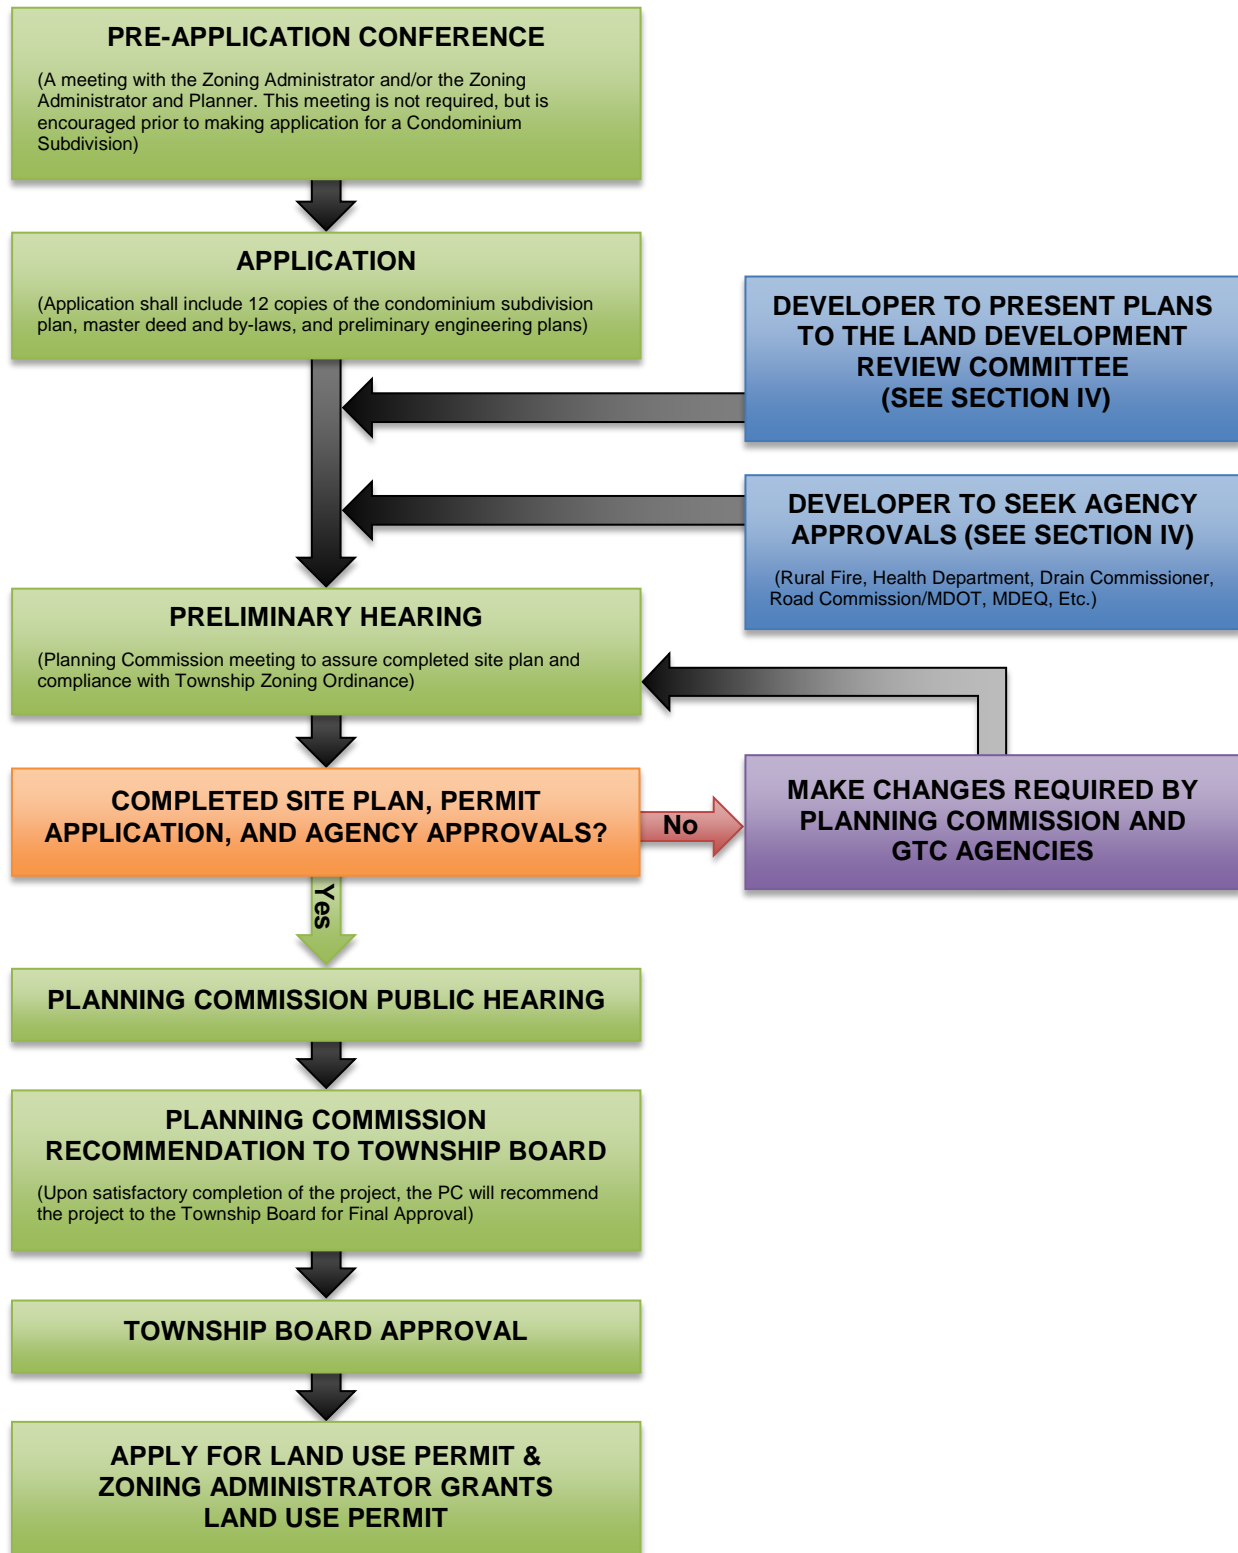 PRE-APPLICATION CONFERENCE
(A meeting with the Zoning Administrator and/or the Zoning
Administrator and Planner. This meeting is not required, but is
encouraged prior to making application for a Condominium
Subdivision)
APPLICATION
(Application shall include 12 copies of the condominium subdivision
plan, master deed and by-laws, and preliminary engineering plans)
DEVELOPER TO PRESENT PLANS
TO THE LAND DEVELOPMENT
REVIEW COMMITTEE
(SEE SECTION IV)
DEVELOPER TO SEEK AGENCY
APPROVALS (SEE SECTION IV)
(Rural Fire, Health Department, Drain Commissioner,
Road Commission/MDOT, MDEQ, Etc.)
PRELIMINARY HEARING
(Planning Commission meeting to assure completed site plan and
compliance with Township Zoning Ordinance)
COMPLETED SITE PLAN, PERMIT
APPLICATION, AND AGENCY APPROVALS?
No
MAKE CHANGES REQUIRED BY
PLANNING COMMISSION AND
GTC AGENCIES
Yes
PLANNING COMMISSION PUBLIC HEARING
PLANNING COMMISSION
RECOMMENDATION TO TOWNSHIP BOARD
(Upon satisfactory completion of the project, the PC will recommend
the project to the Township Board for Final Approval)
TOWNSHIP BOARD APPROVAL
APPLY FOR LAND USE PERMIT &
ZONING ADMINISTRATOR GRANTS
LAND USE PERMIT